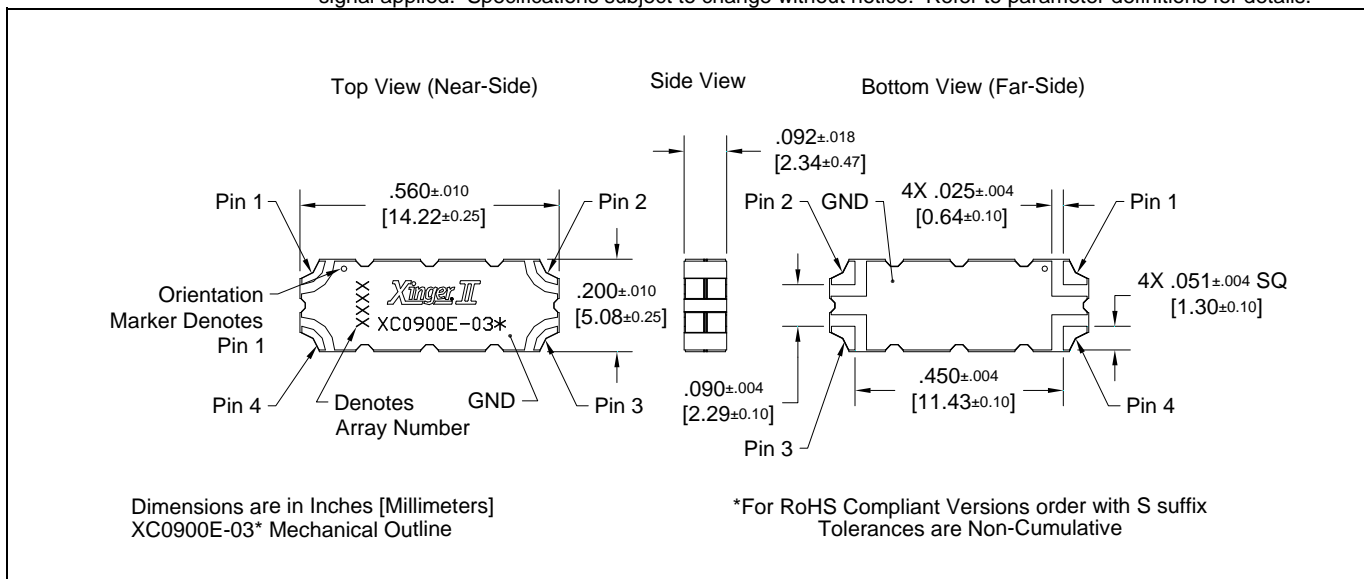 signal applied. Specifications subject to change without notice. Refer to parameter definitions for details.
Top View (Near-Side)
Side View
Bottom View (Far-Side)
.092±.018
[2.34±0.47]
.560±.010
[14.22±0.25]
Pin 1
Pin 2
Pin 2
GND
4X .025±.004
[0.64±0.10]
Pin 1
Orientation
Marker Denotes
Pin 1
XXXX
Xinger II
XC0900E-03*
.200±.010
[5.08±0.25]
4X .051±.004 SQ
[1.30±0.10]
Pin 4
Denotes
Array Number
GND
Pin 3
.090±.004
[2.29±0.10]
.450±.004
[11.43±0.10]
Pin 4
Pin 3
Dimensions are in Inches [Millimeters]
XC0900E-03* Mechanical Outline
*For RoHS Compliant Versions order with S suffix
Tolerances are Non-Cumulative